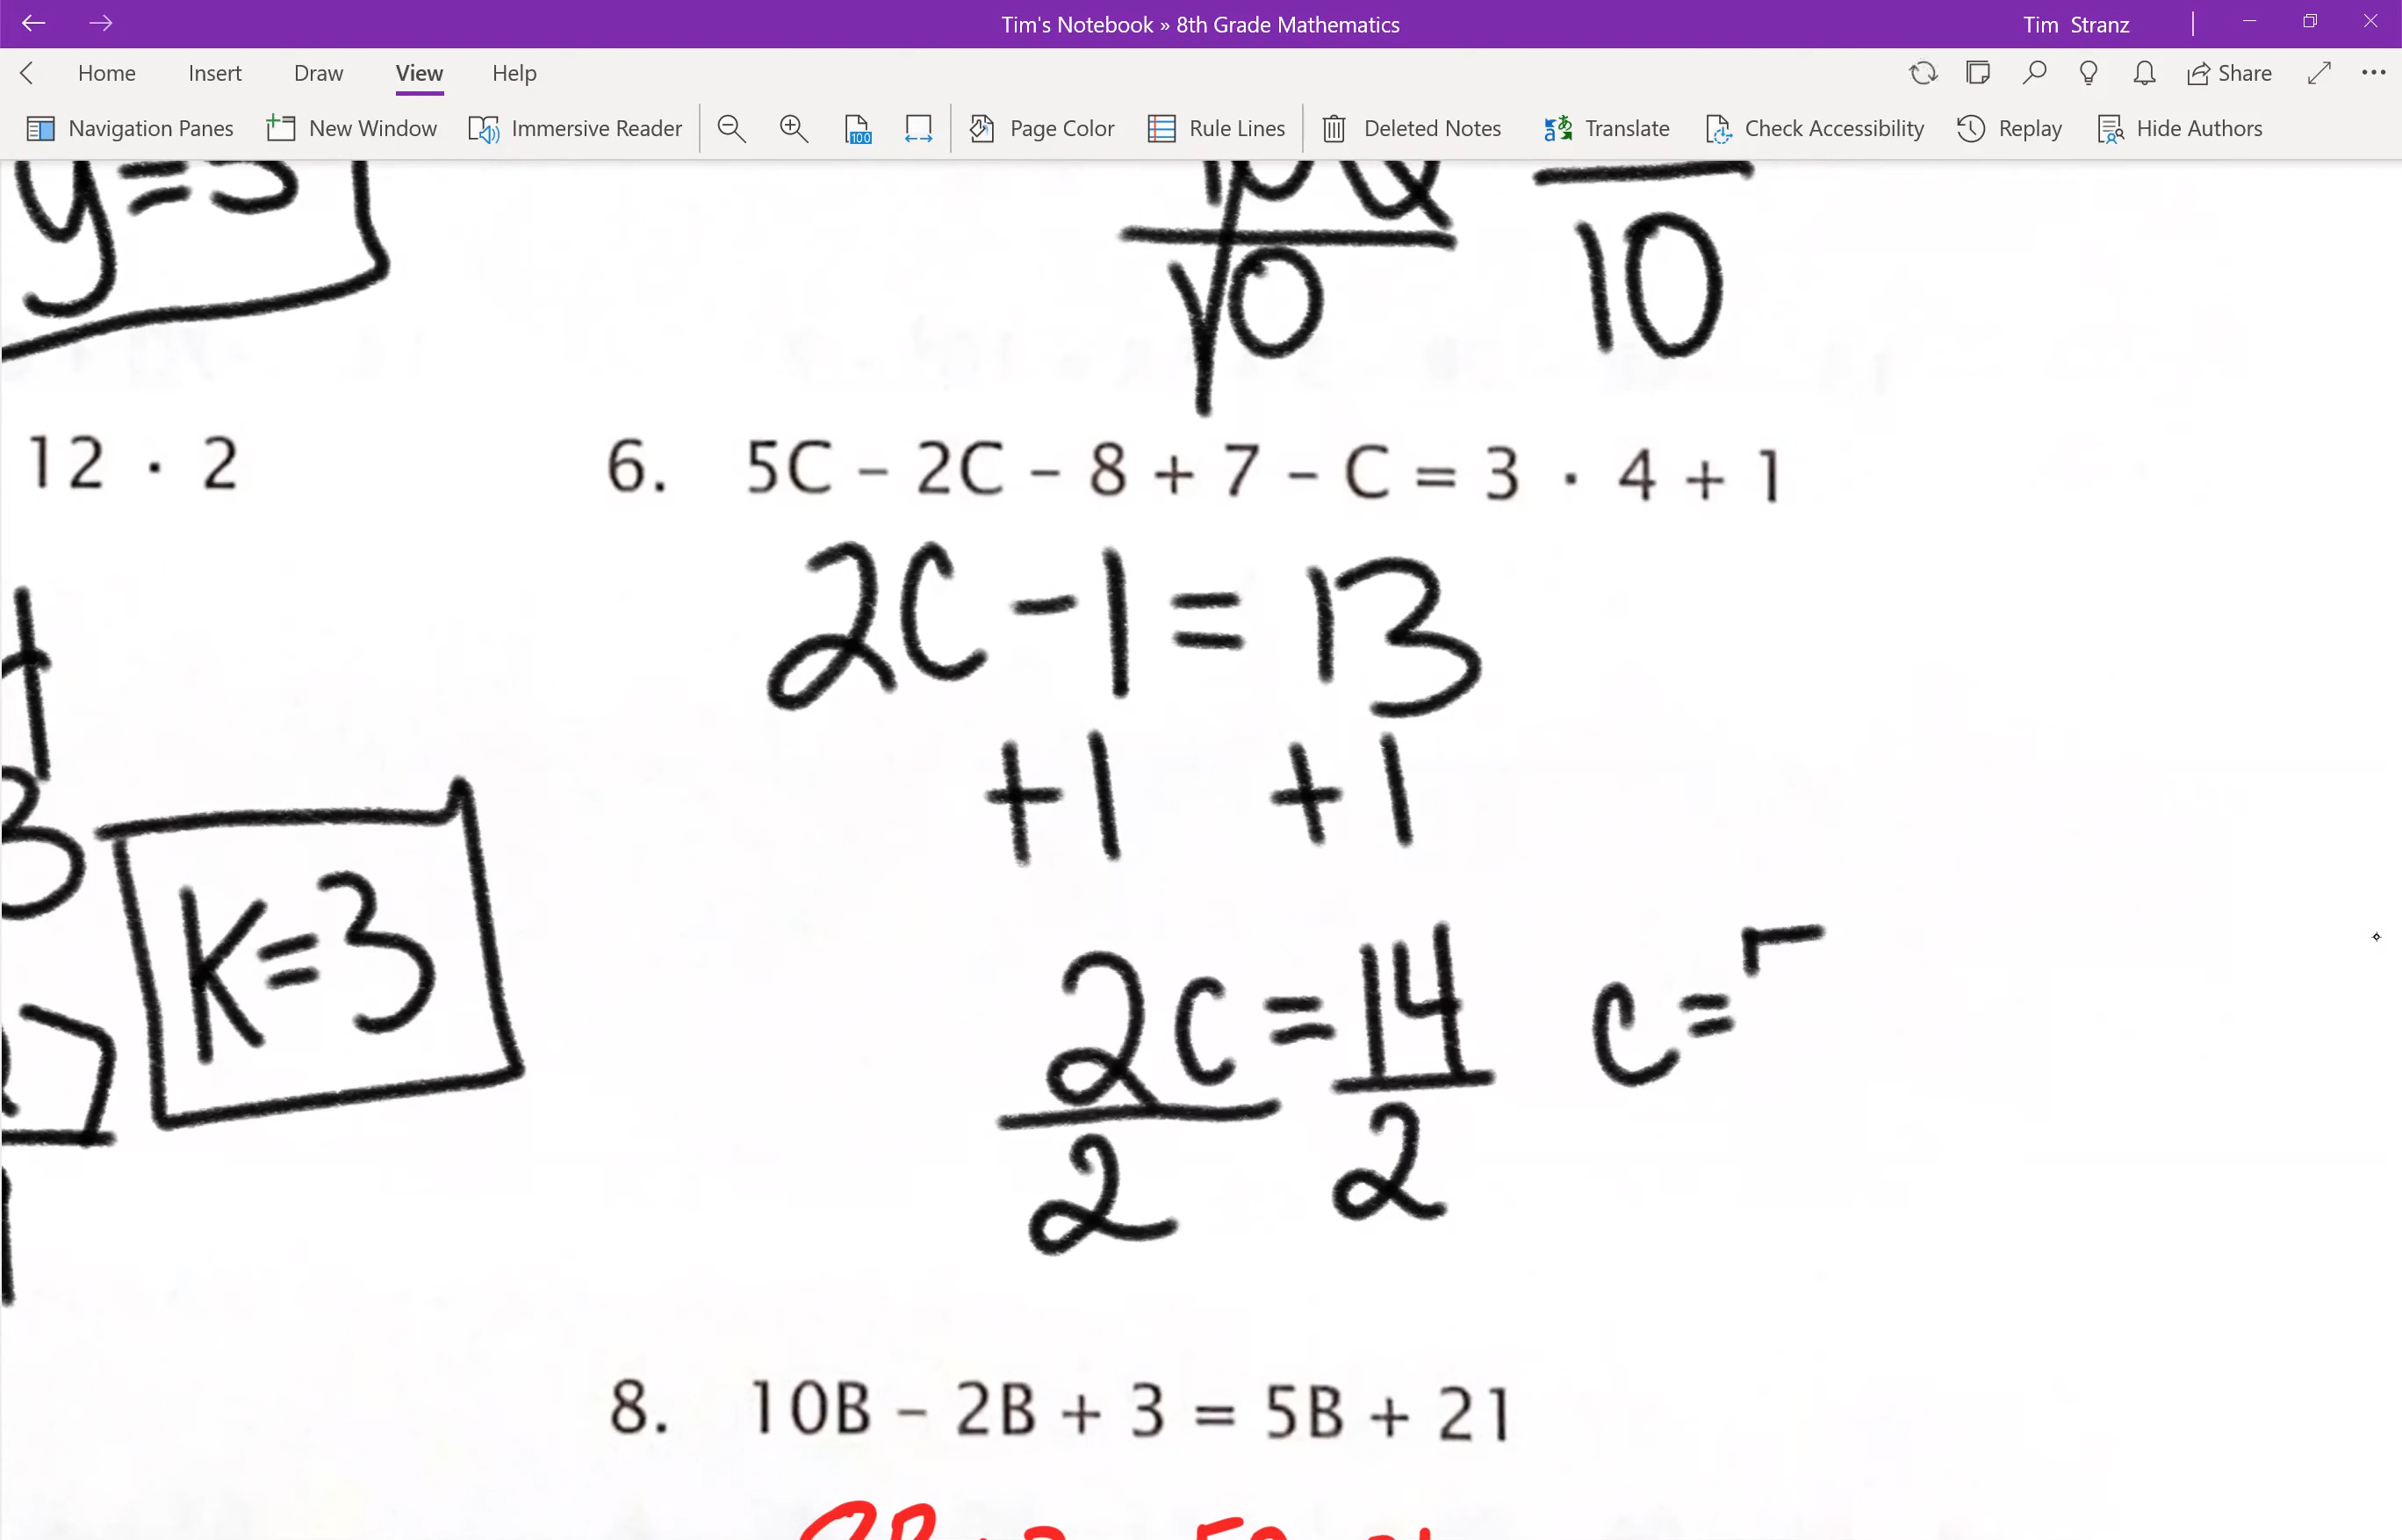 Tim's Notebook » 8th Grade Mathematics
Tim Stranz
Home Insert Draw View Help
Share
Navigation Panes New Window Immersive Reader 100 Page Color Rule Lines Deleted Notes Translate Check Accessibility Replay Hide Authors
y=3
10
12 · 2
6. 5C - 2C - 8 + 7 - C = 3 · 4 + 1
2C-1=13
+1 +1
K=3
2C=14 C=
2 2
8. 10B - 2B + 3 = 5B + 21